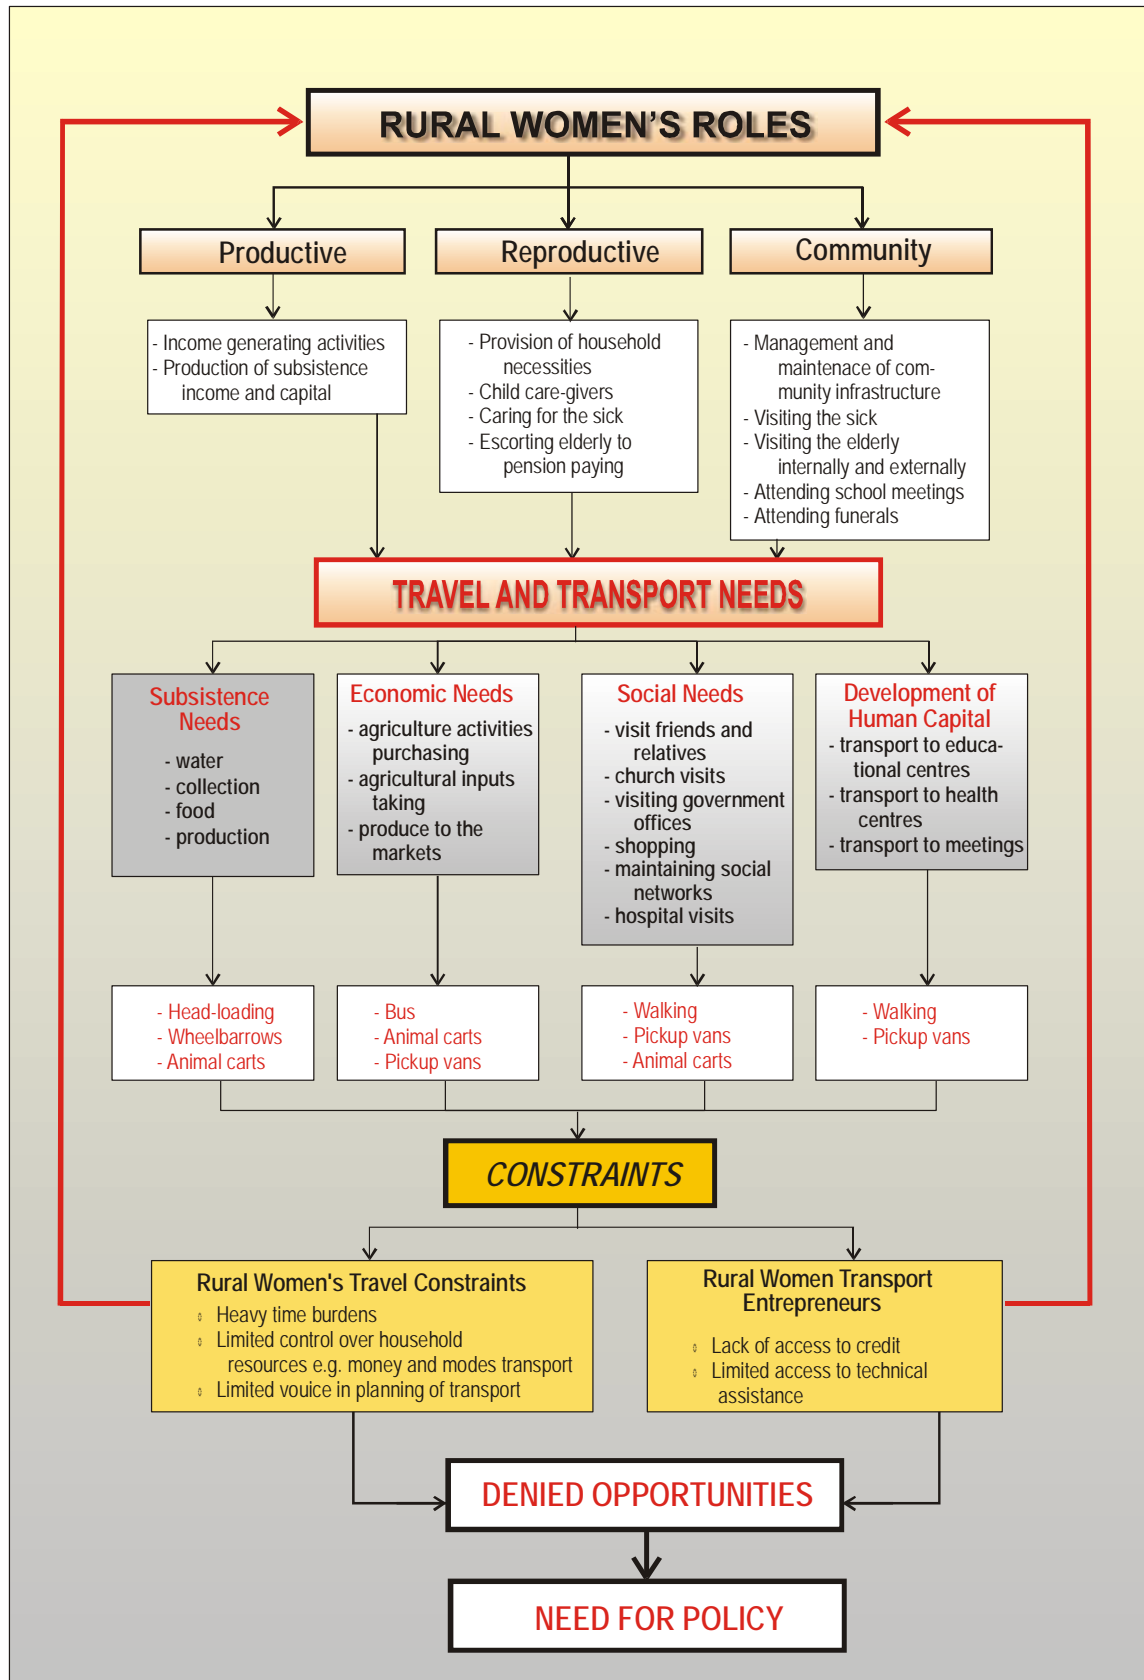 RURAL WOMEN'S ROLES
Productive
Reproductive
Community
- Income generating activities
- Production of subsistence
income and capital
- Provision of household
necessities
- Child care-givers
- Caring for the sick
- Escorting elderly to
pension paying
- Management and
maintenace of com-
munity infrastructure
- Visiting the sick
- Visiting the elderly
internally and externally
- Attending school meetings
- Attending funerals
TRAVEL AND TRANSPORT NEEDS
Subsistence
Needs
- water
- collection
- food
- production
Economic Needs
- agriculture activities
purchasing
- agricultural inputs
taking
- produce to the
markets
Social Needs
- visit friends and
relatives
- church visits
- visiting government
offices
- shopping
- maintaining social
networks
- hospital visits
Development of
Human Capital
- transport to educa-
tional centres
- transport to health
centres
- transport to meetings
- Head-loading
- Wheelbarrows
- Animal carts
- Bus
- Animal carts
- Pickup vans
- Walking
- Pickup vans
- Animal carts
- Walking
- Pickup vans
CONSTRAINTS
Rural Women's Travel Constraints
Heavy time burdens
Limited control over household
resources e.g. money and modes transport
Limited vouice in planning of transport
Rural Women Transport
Entrepreneurs
Lack of access to credit
Limited access to technical
assistance
DENIED OPPORTUNITIES
NEED FOR POLICY